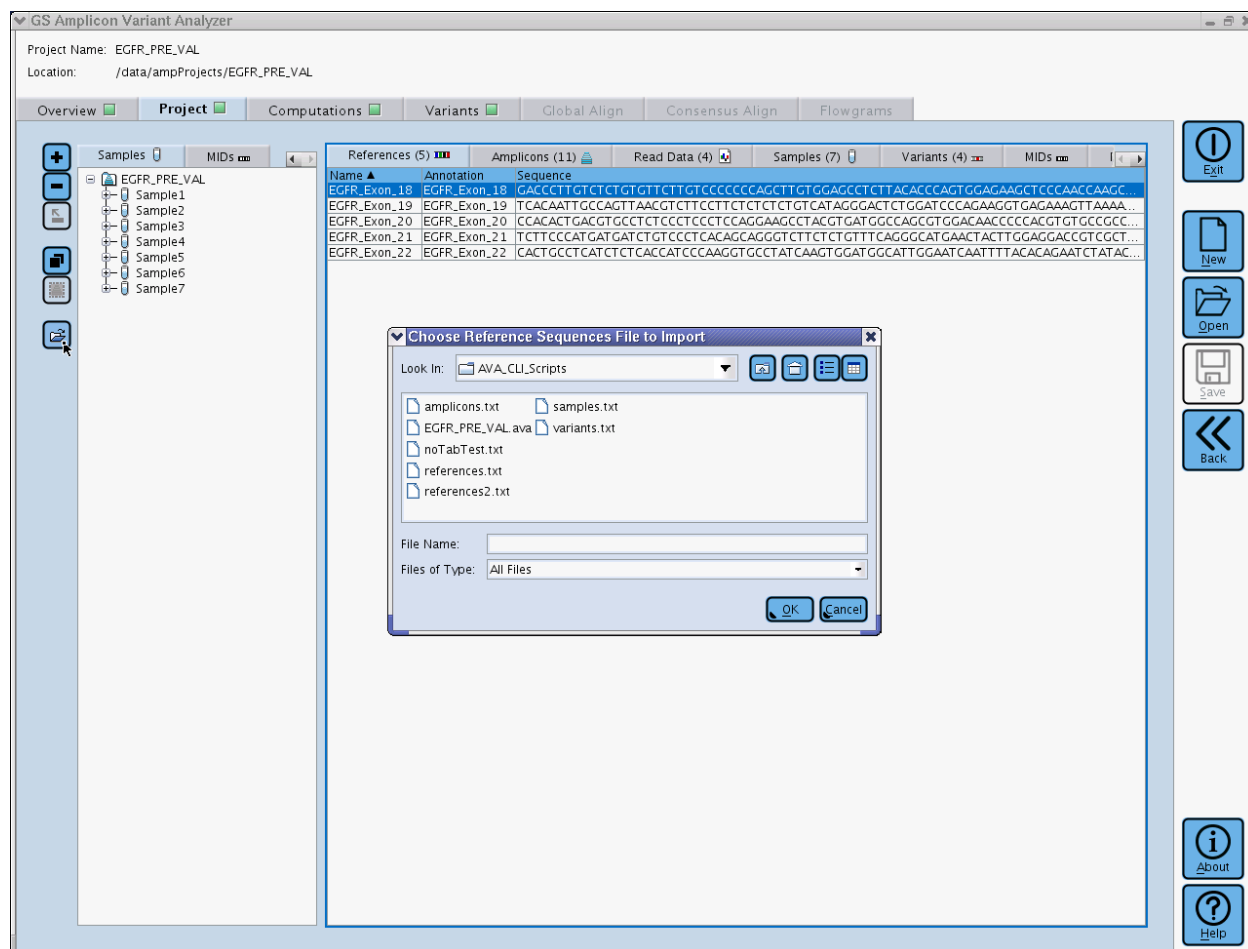 GS Amplicon Variant Analyzer
Project Name: EGFR_PRE_VAL
Location: /data/ampProjects/EGFR_PRE_VAL
Overview Project Computations Variants Global Align Consensus Align Flowgrams
Samples MIDs
References (5) Amplicons (11) Read Data (4) Samples (7) Variants (4) MIDs
EGFR_PRE_VAL
Sample1
Sample2
Sample3
Sample4
Sample5
Sample6
Sample7
Name Annotation Sequence
EGFR_Exon_18 EGFR_Exon_18 GACCCTTGTCTCTGTGTTCTTGTCCCCCCCAGCTTGTGGAGCCTCTTACACCCAGTGGAGAAGCTCCCAACCAAGC...
EGFR_Exon_19 EGFR_Exon_19 TCACAATTGCCAGTTAACGTCTTCCTTCTCTCTCTGTCATAGGGACTCTGGATCCCAGAAGGTGAGAAAGTTAAAA...
EGFR_Exon_20 EGFR_Exon_20 CCACACTGACGTGCCTCTCCCTCCCTCCAGGAAGCCTACGTGATGGCCAGCGTGGACAACCCCCACGTGTGCCGCC...
EGFR_Exon_21 EGFR_Exon_21 TCTTCCCATGATGATCTGTCCCTCACAGCAGGGTCTTCTCTGTTTCAGGGCATGAACTACTTGGAGGACCGTCGCT...
EGFR_Exon_22 EGFR_Exon_22 CACTGCCTCATCTCTCACCATCCCAAGGTGCCTATCAAGTGGATGGCATTGGAATCAATTTTACACAGAATCTATAC...
Choose Reference Sequences File to Import
Look In: AVA_CLI_Scripts
amplicons.txt samples.txt
EGFR_PRE_VAL.ava variants.txt
noTabTest.txt
references.txt
references2.txt
File Name:
Files of Type: All Files
OK Cancel
Exit
New
Open
Save
Back
About
Help